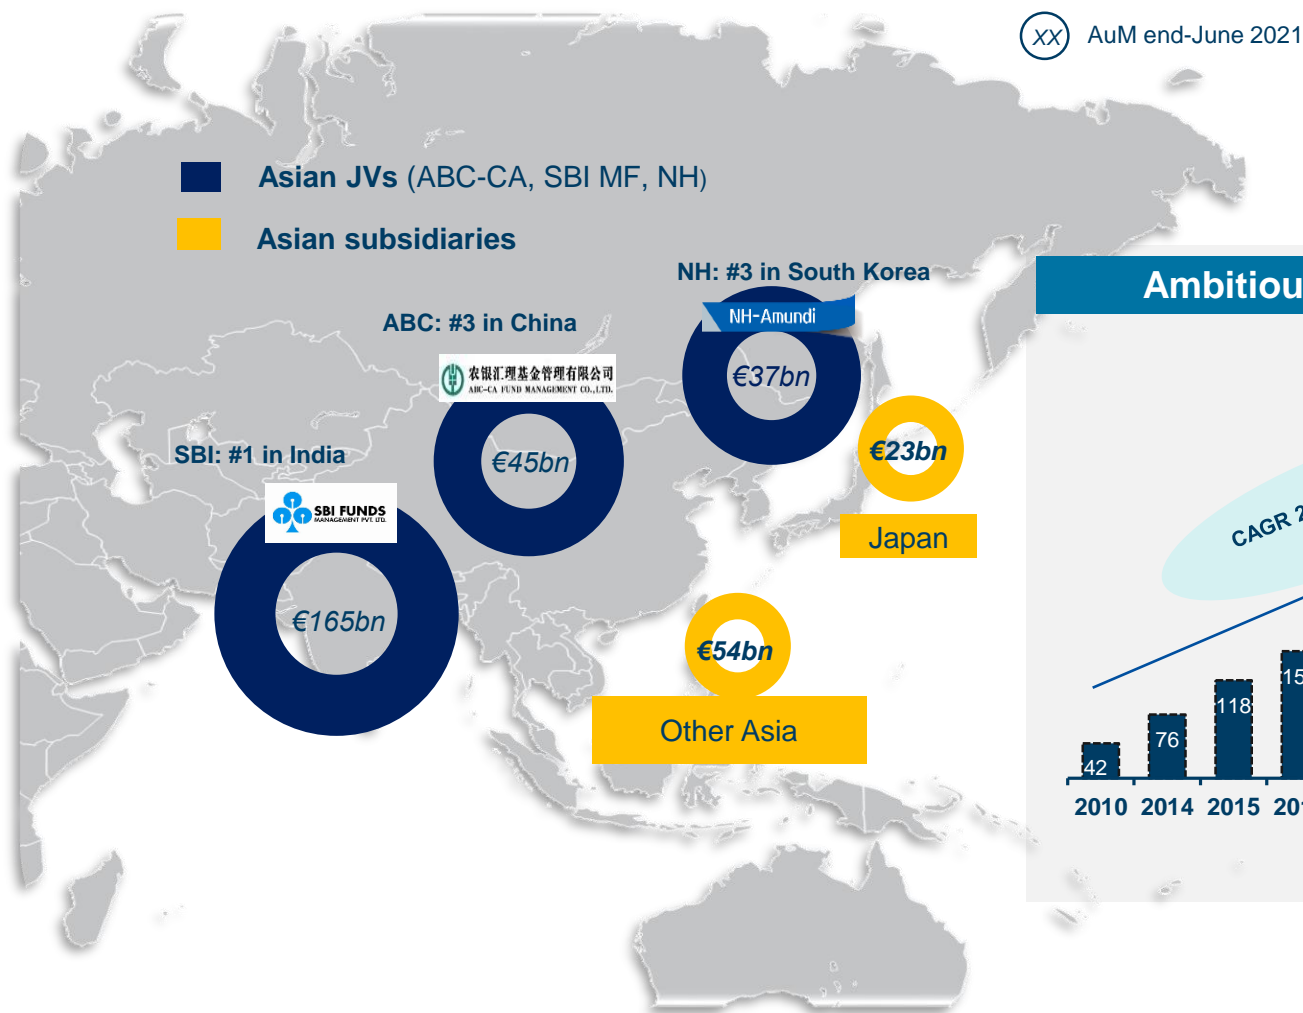 XX AuM end-June 2021
Asian JVs (ABC-CA, SBI MF, NH)
Asian subsidiaries
NH: #3 in South Korea
NH-Amundi
€37bn
ABC: #3 in China
农银汇理基金管理有限公司
ABC-CA FUND MANAGEMENT CO.,LTD.
€45bn
SBI: #1 in India
SBI FUNDS
MANAGEMENT PVT. LTD.
€165bn
€23bn
Japan
€54bn
Other Asia
Ambitiou
CAGR 2
42
76
118
15
2010 2014 2015 201